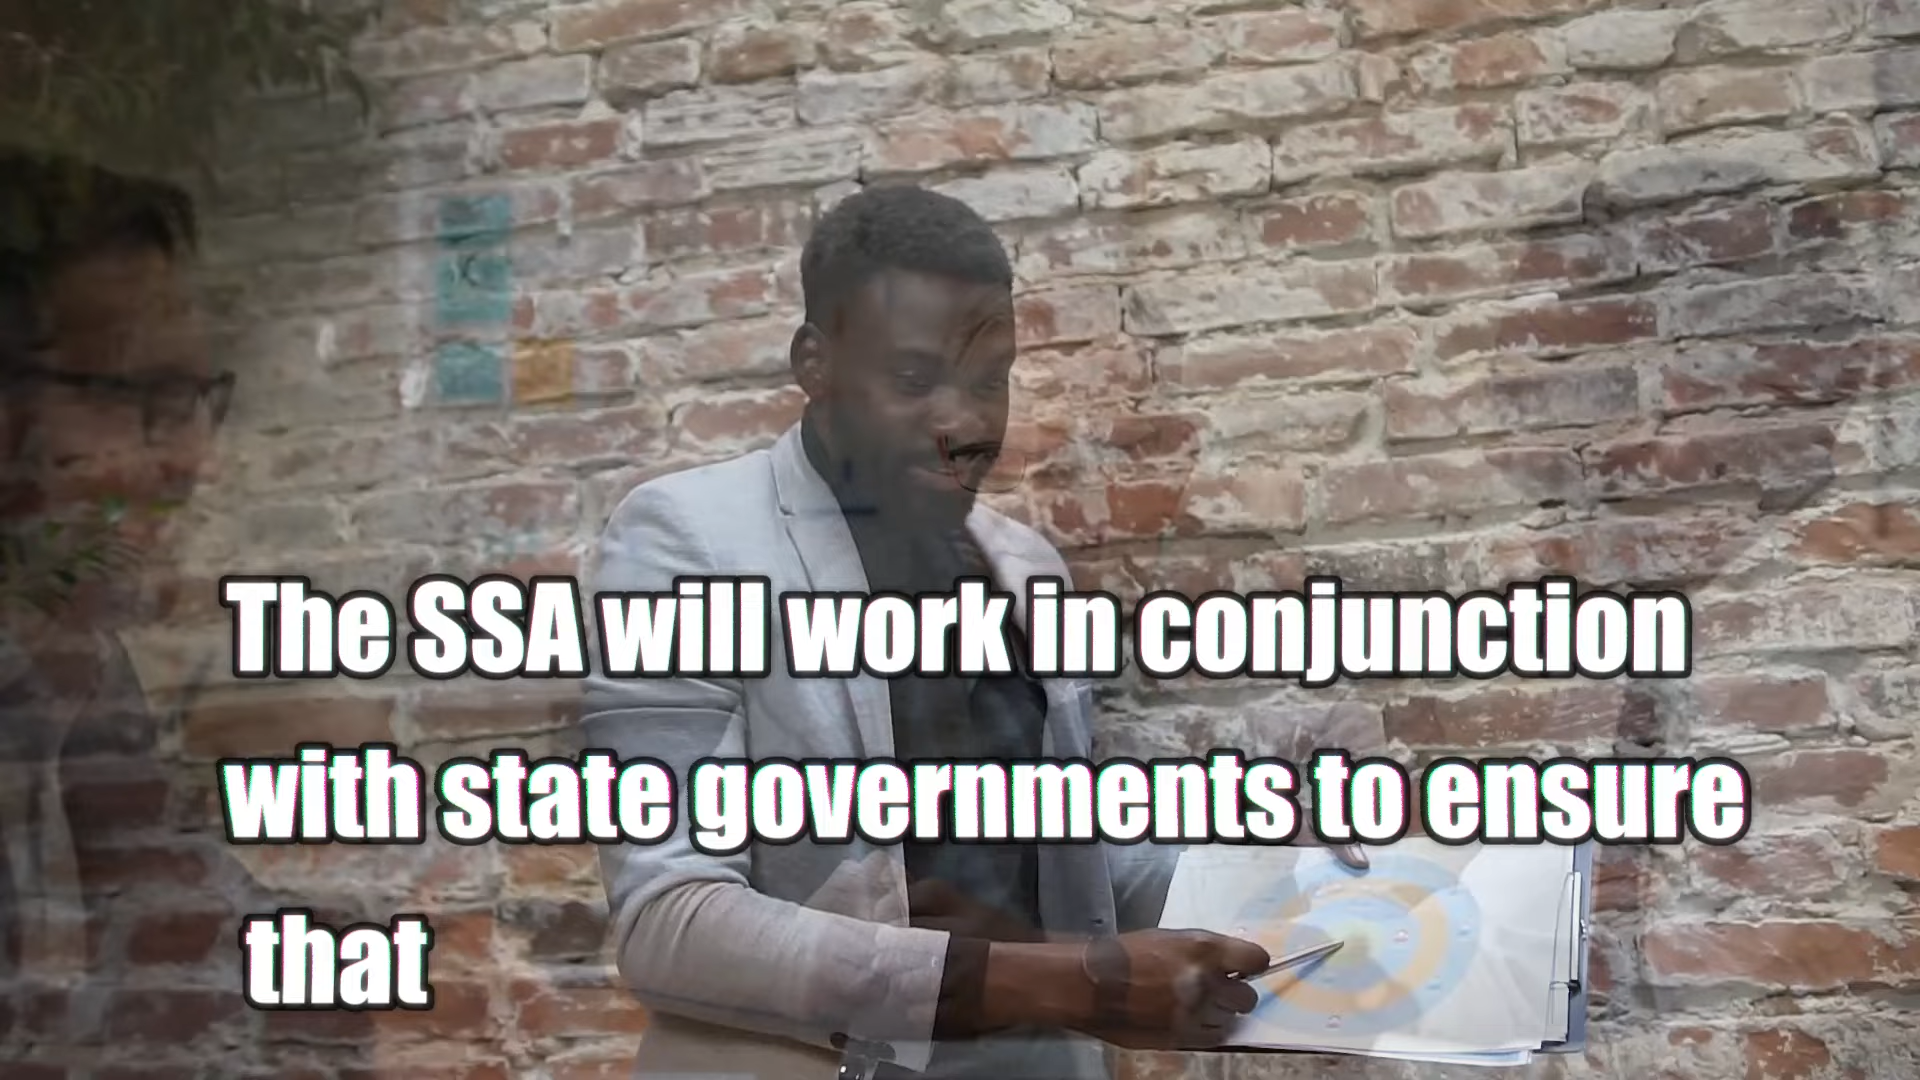 The SSA will work in conjunction
with state governments to ensure
that